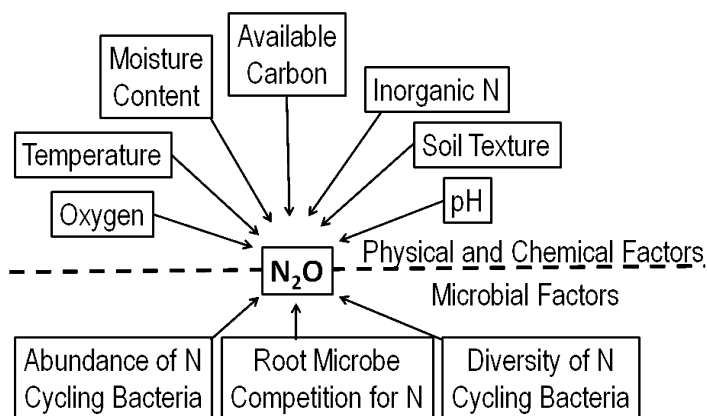 Available
Carbon
Moisture
Content
Inorganic N
Temperature
Soil Texture
Oxygen
pH
N₂O
Physical and Chemical Factors
Microbial Factors
Abundance of N
Cycling Bacteria
Root Microbe
Competition for N
Diversity of N
Cycling Bacteria